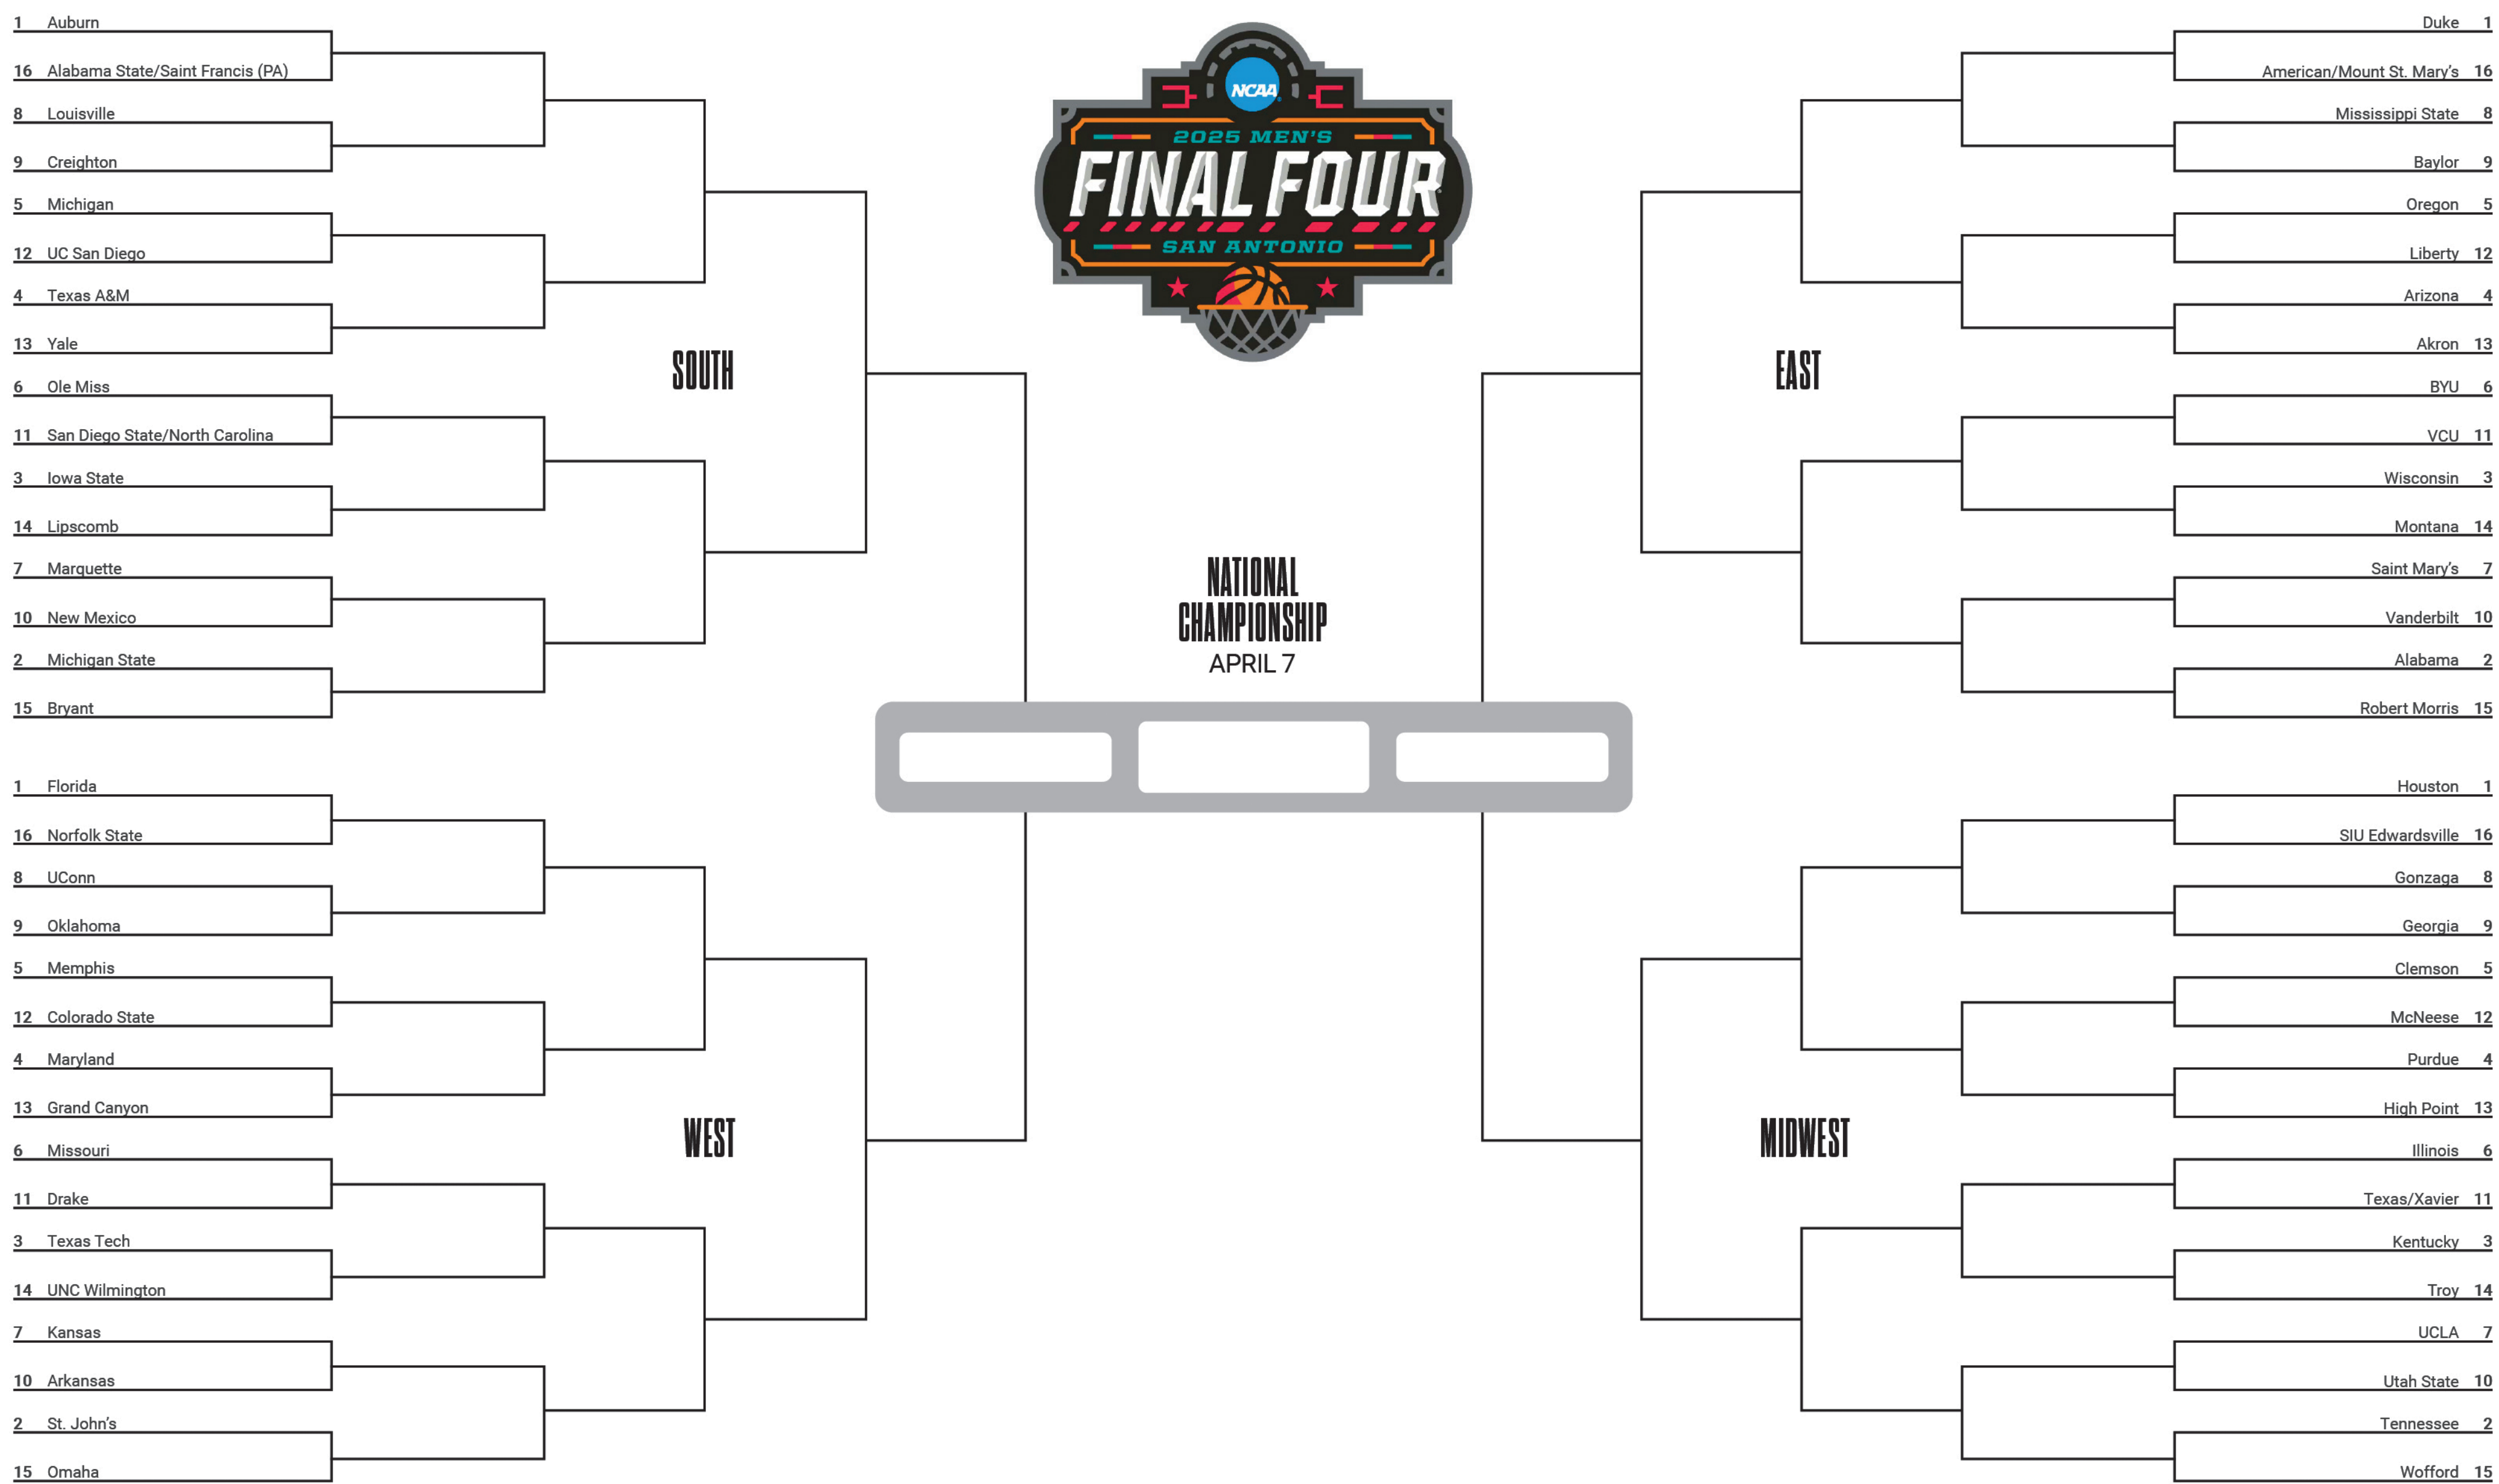 1 Auburn
16 Alabama State/Saint Francis (PA)
8 Louisville
9 Creighton
5 Michigan
12 UC San Diego
4 Texas A&M
13 Yale
SOUTH
6 Ole Miss
11 San Diego State/North Carolina
3 Iowa State
14 Lipscomb
7 Marquette
10 New Mexico
2 Michigan State
15 Bryant
1 Florida
16 Norfolk State
8 UConn
9 Oklahoma
5 Memphis
12 Colorado State
4 Maryland
13 Grand Canyon
WEST
6 Missouri
11 Drake
3 Texas Tech
14 UNC Wilmington
7 Kansas
10 Arkansas
2 St. John’s
15 Omaha
NCAA
2025 MEN'S
FINAL FOUR
SAN ANTONIO
NATIONAL
CHAMPIONSHIP
APRIL 7
Duke 1
American/Mount St. Mary’s 16
Mississippi State 8
Baylor 9
Oregon 5
Liberty 12
Arizona 4
Akron 13
EAST
BYU 6
VCU 11
Wisconsin 3
Montana 14
Saint Mary’s 7
Vanderbilt 10
Alabama 2
Robert Morris 15
Houston 1
SIU Edwardsville 16
Gonzaga 8
Georgia 9
Clemson 5
McNeese 12
Purdue 4
High Point 13
MIDWEST
Illinois 6
Texas/Xavier 11
Kentucky 3
Troy 14
UCLA 7
Utah State 10
Tennessee 2
Wofford 15